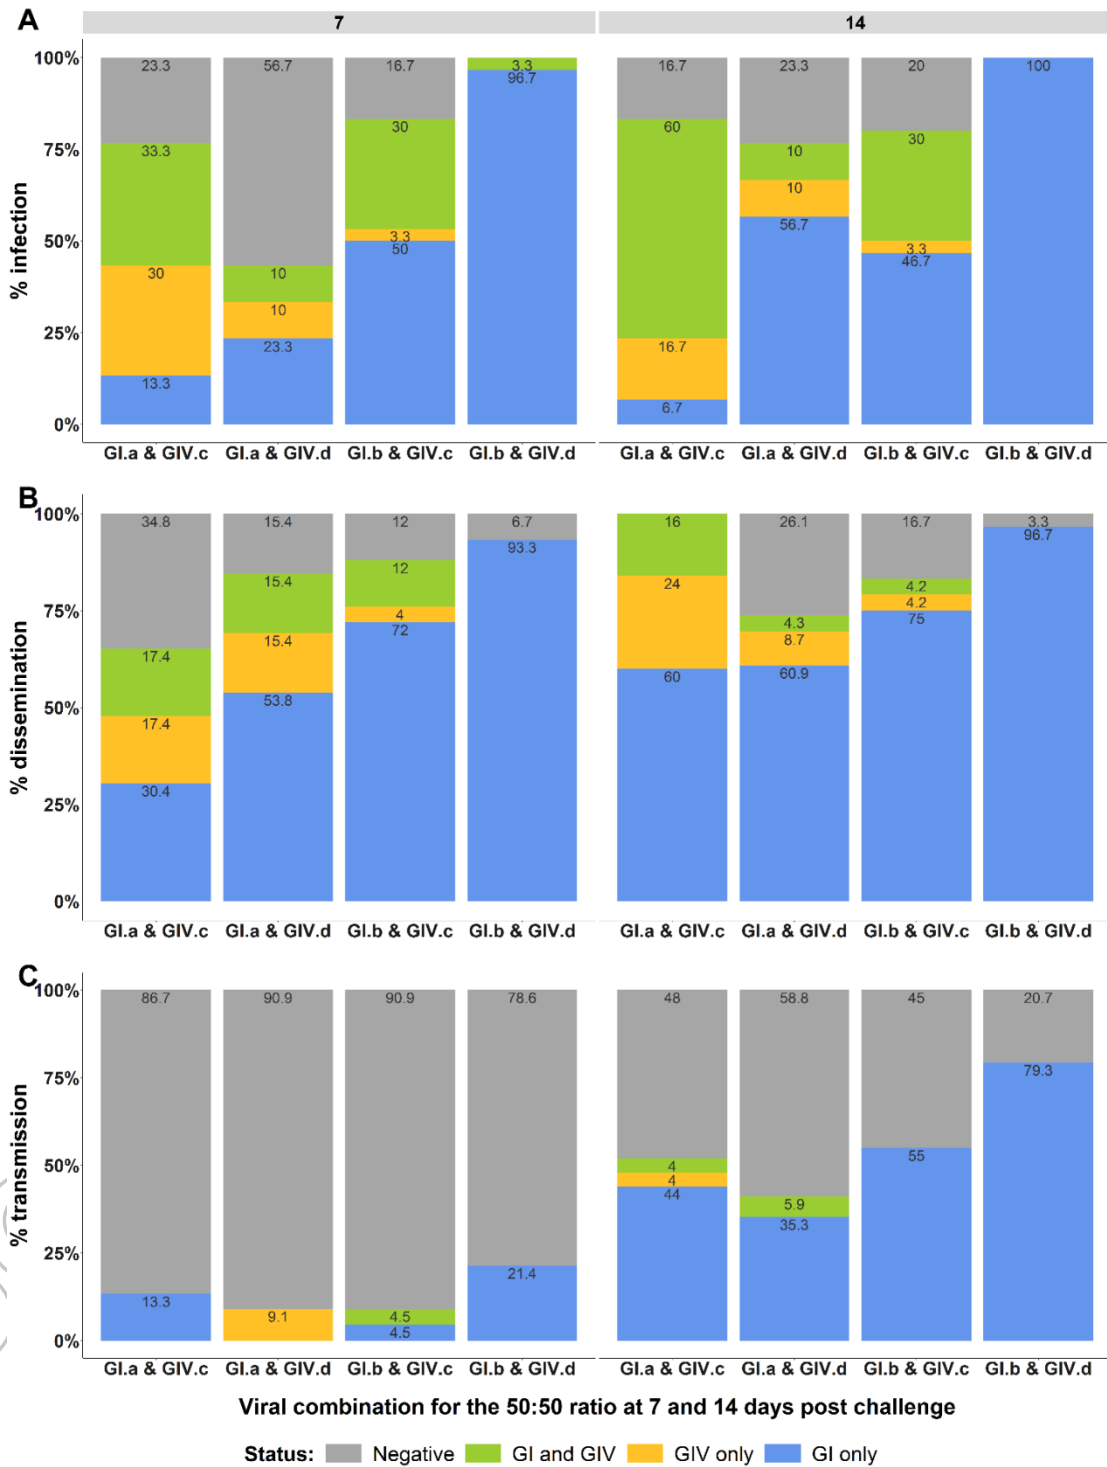 A
7 14
% infection
100%
75%
50%
25%
0%
23.3 56.7 16.7 3.3 16.7 23.3 20 100
96.7
33.3 30 60 10 30
30 10 3.3 16.7 10 3.3
13.3 23.3 50 6.7 56.7 46.7
10
GI.a & GIV.c GI.a & GIV.d GI.b & GIV.c GI.b & GIV.d GI.a & GIV.c GI.a & GIV.d GI.b & GIV.c GI.b & GIV.d
B
% dissemination
100%
75%
50%
25%
0%
34.8 15.4 12 6.7 16 26.1 16.7 3.3
17.4 15.4 12 93.3 24 4.3 4.2 96.7
17.4 15.4 4 60 8.7 4.2
30.4 53.8 72 60.9 75
GI.a & GIV.c GI.a & GIV.d GI.b & GIV.c GI.b & GIV.d GI.a & GIV.c GI.a & GIV.d GI.b & GIV.c GI.b & GIV.d
C
% transmission
100%
75%
50%
25%
0%
86.7 90.9 90.9 78.6 48 58.8 45 20.7
13.3 9.1 4.5 21.4 4 5.9 55 79.3
4.5 4 35.3
44
GI.a & GIV.c GI.a & GIV.d GI.b & GIV.c GI.b & GIV.d GI.a & GIV.c GI.a & GIV.d GI.b & GIV.c GI.b & GIV.d
Viral combination for the 50:50 ratio at 7 and 14 days post challenge
Status: Negative GI and GIV GIV only GI only